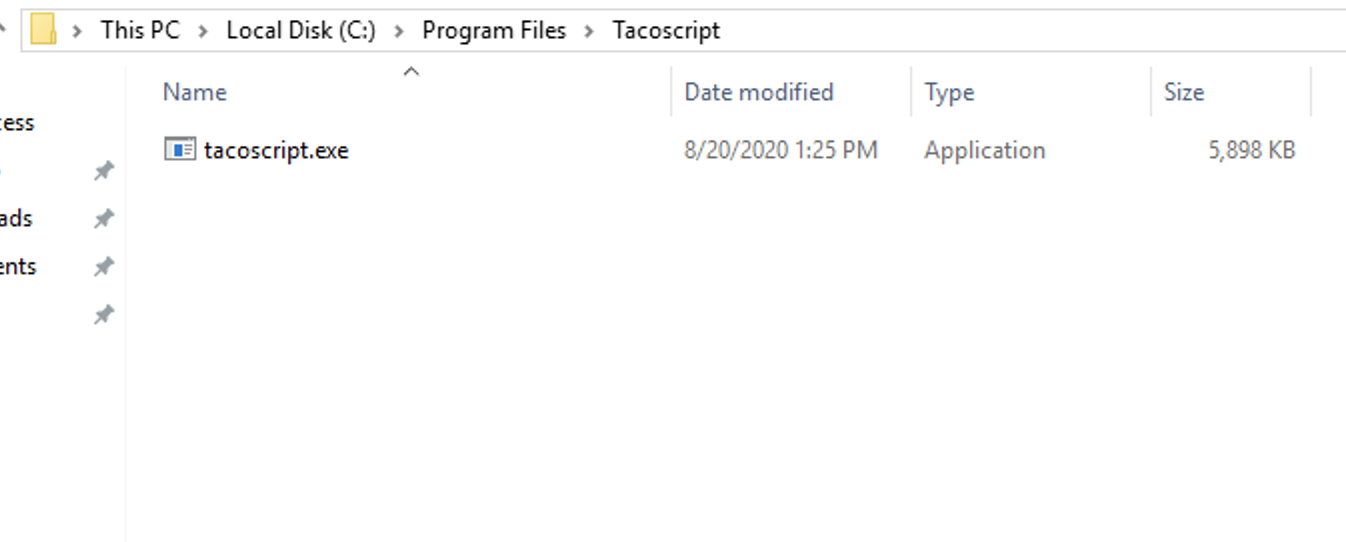 This PC > Local Disk (C:) > Program Files > Tacoscript
Name Date modified Type Size
cess
tacoscript.exe 8/20/2020 1:25 PM Application 5,898 KB
ads
ents